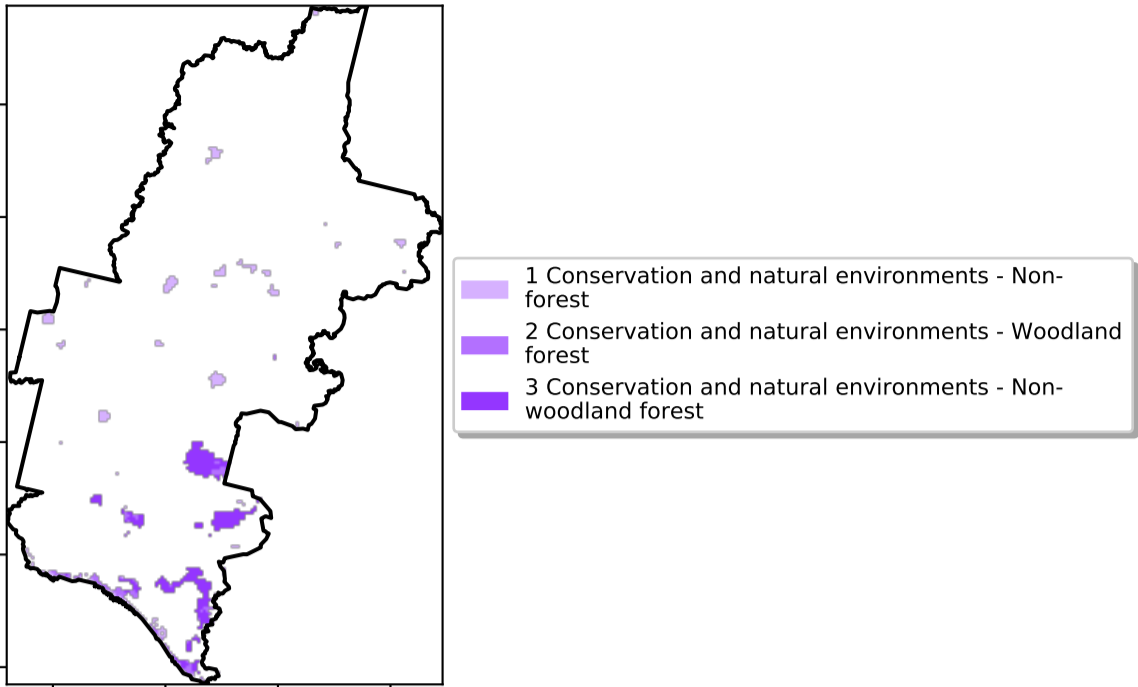 1 Conservation and natural environments - Non-
forest
2 Conservation and natural environments - Woodland
forest
3 Conservation and natural environments - Non-
woodland forest